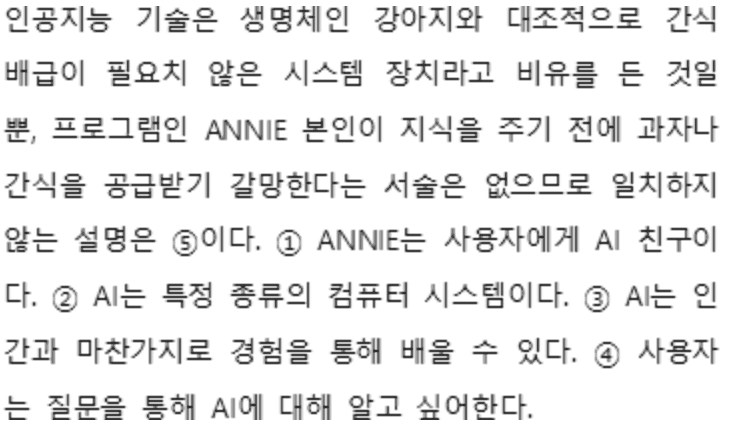 인공지능 기술은 생명체인 강아지와 대조적으로 간식
배급이 필요치 않은 시스템 장치라고 비유를 든 것일
뿐, 프로그램인 ANNIE 본인이 지식을 주기 전에 과자나
간식을 공급받기 갈망한다는 서술은 없으므로 일치하지
않는 설명은 ⑤이다. ① ANNIE는 사용자에게 AI 친구이
다. ② AI는 특정 종류의 컴퓨터 시스템이다. ③ AI는 인
간과 마찬가지로 경험을 통해 배울 수 있다. ④ 사용자
는 질문을 통해 AI에 대해 알고 싶어한다.